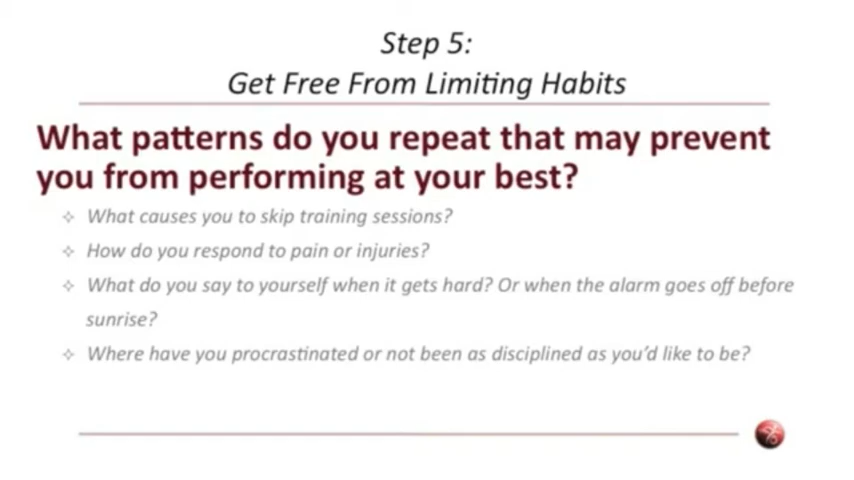 Step 5:
Get Free From Limiting Habits
What patterns do you repeat that may prevent
you from performing at your best?
What causes you to skip training sessions?
How do you respond to pain or injuries?
What do you say to yourself when it gets hard? Or when the alarm goes off before
sunrise?
Where have you procrastinated or not been as disciplined as you'd like to be?